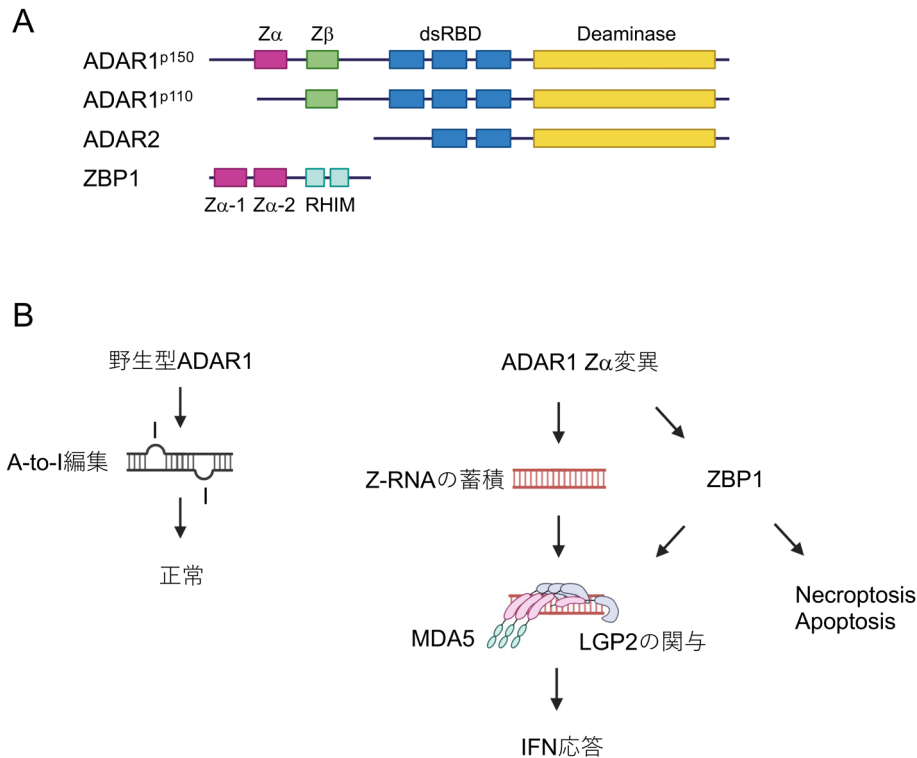 A
Zα Zβ dsRBD Deaminase
ADAR1p150
ADAR1p110
ADAR2
ZBP1
Zα-1 Zα-2 RHIM
B
野生型ADAR1
I
A-to-I編集
I
正常
ADAR1 Zα変異
Z-RNAの蓄積
ZBP1
MDA5
LGP2の関与
Necroptosis
Apoptosis
IFN応答